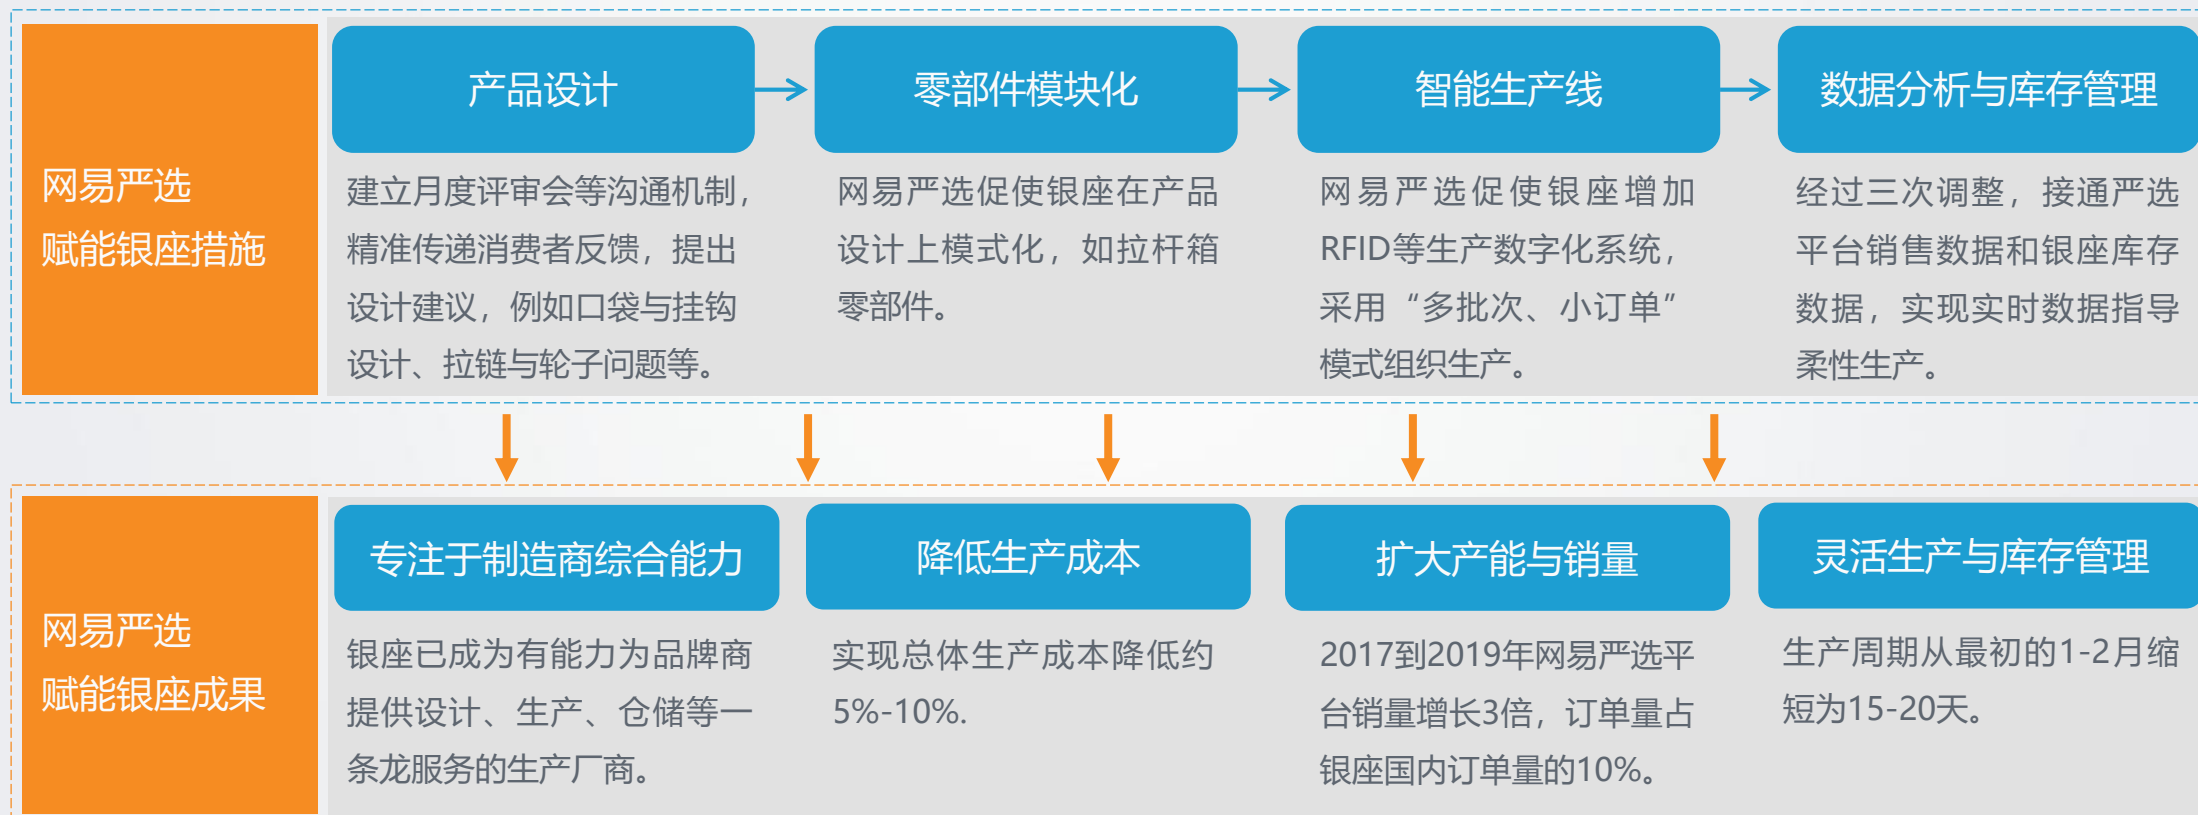 网易严选
赋能银座措施
产品设计
建立月度评审会等沟通机制，
精准传递消费者反馈，提出
设计建议，例如口袋与挂钩
设计、拉链与轮子问题等。
零部件模块化
网易严选促使银座在产品
设计上模式化，如拉杆箱
零部件。
智能生产线
网易严选促使银座增加
RFID等生产数字化系统，
采用“多批次、小订单”
模式组织生产。
数据分析与库存管理
经过三次调整，接通严选
平台销售数据和银座库存
数据，实现实时数据指导
柔性生产。
网易严选
赋能银座成果
专注于制造商综合能力
银座已成为有能力为品牌商
提供设计、生产、仓储等一
条龙服务的生产厂商。
降低生产成本
实现总体生产成本降低约
5%-10%.
扩大产能与销量
2017到2019年网易严选平
台销量增长3倍，订单量占
银座国内订单量的10%。
灵活生产与库存管理
生产周期从最初的1-2月缩
短为15-20天。